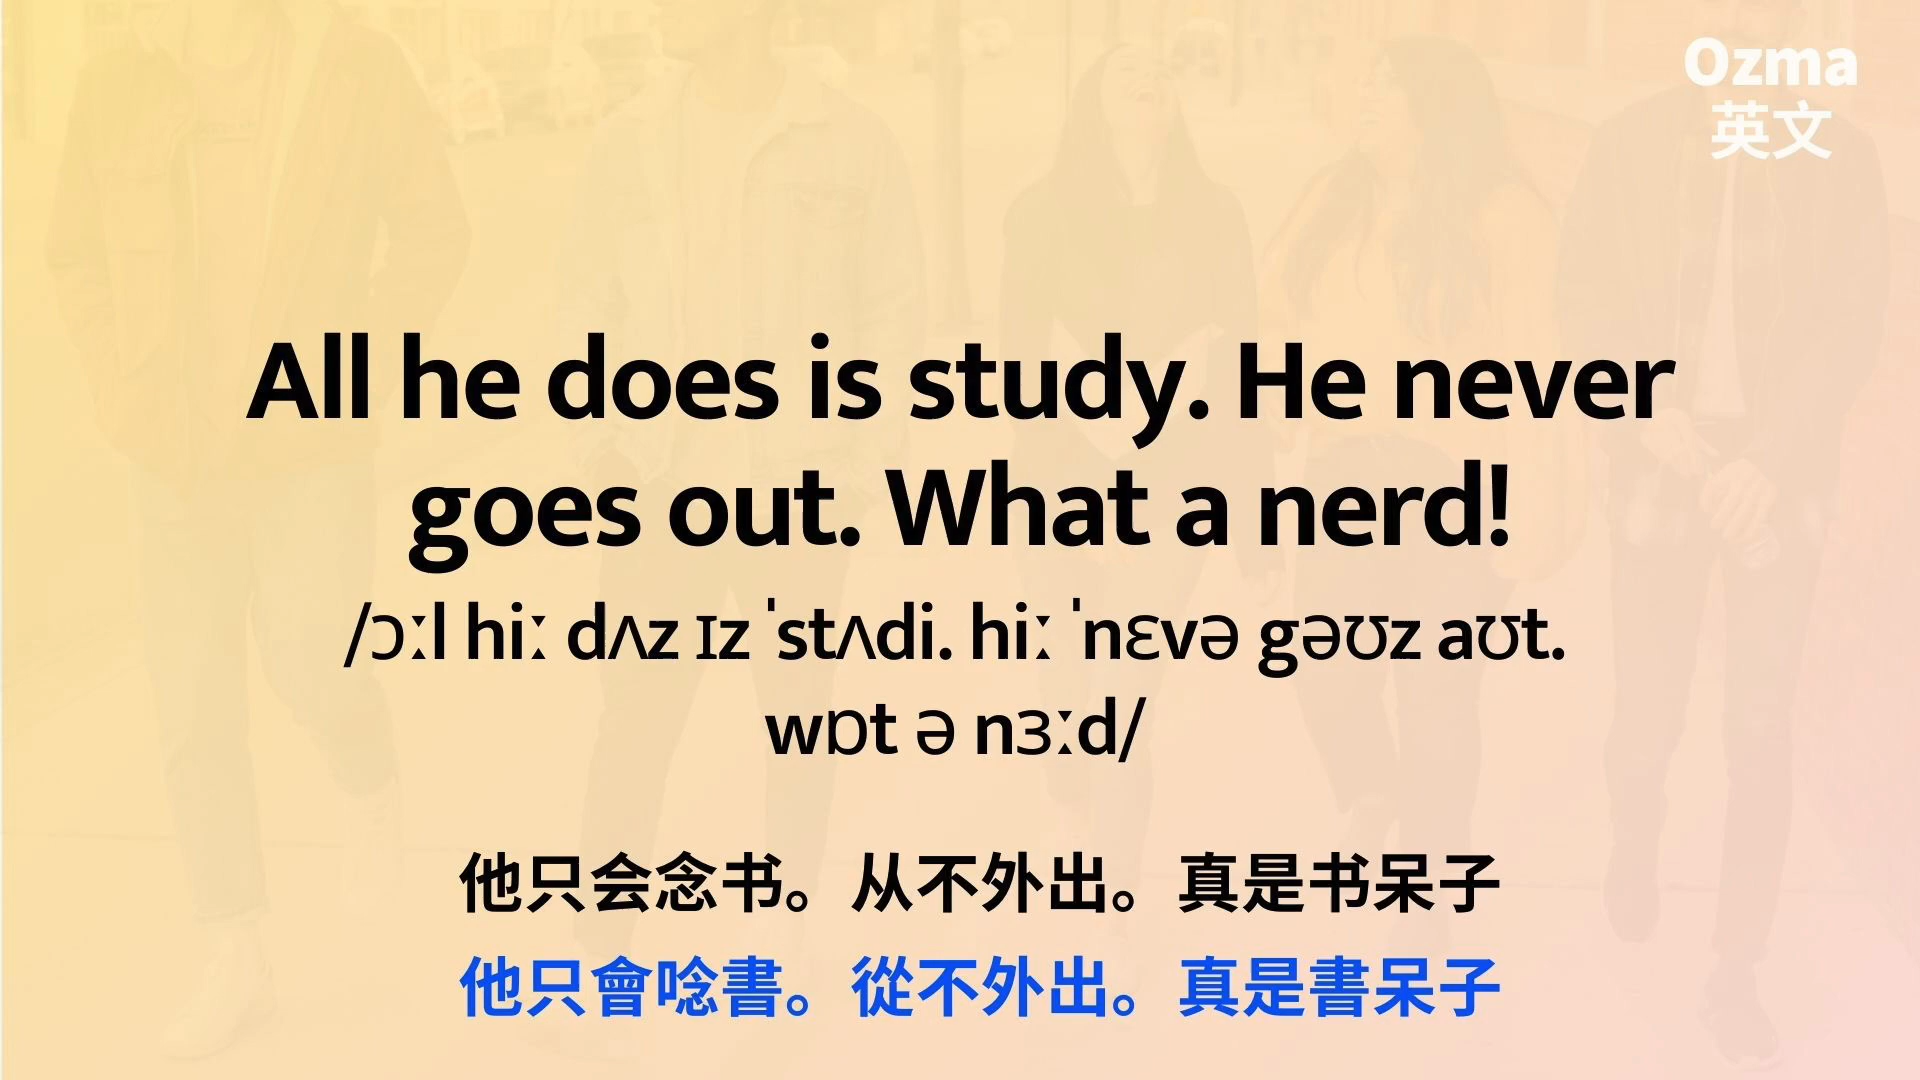 Ozma
英文
All he does is study. He never
goes out. What a nerd!
/ɔːl hiː dʌz ɪz ˈstʌdi. hiː ˈnɛvə gəʊz aʊt.
wɒt ə nɜːd/
他只会念书。从不外出。真是书呆子
他只會唸書。從不外出。真是書呆子